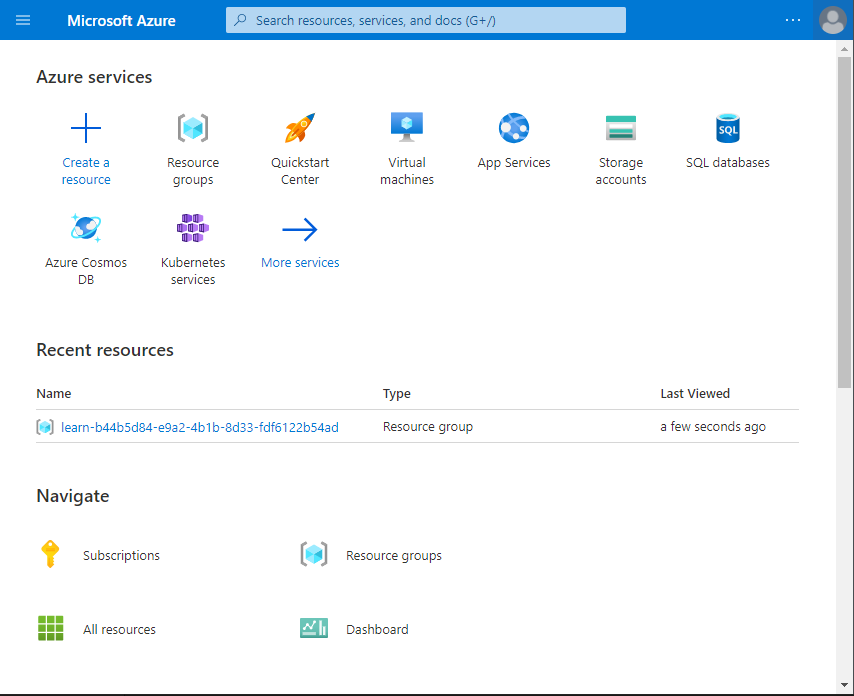 Microsoft Azure
Search resources, services, and docs (G+/)
Azure services
Create a
resource
Resource
groups
Quickstart
Center
Virtual
machines
App Services
Storage
accounts
SQL
SQL databases
Azure Cosmos
DB
Kubernetes
services
More services
Recent resources
Name Type Last Viewed
learn-b44b5d84-e9a2-4b1b-8d33-fdf6122b54ad Resource group a few seconds ago
Navigate
Subscriptions
Resource groups
All resources
Dashboard